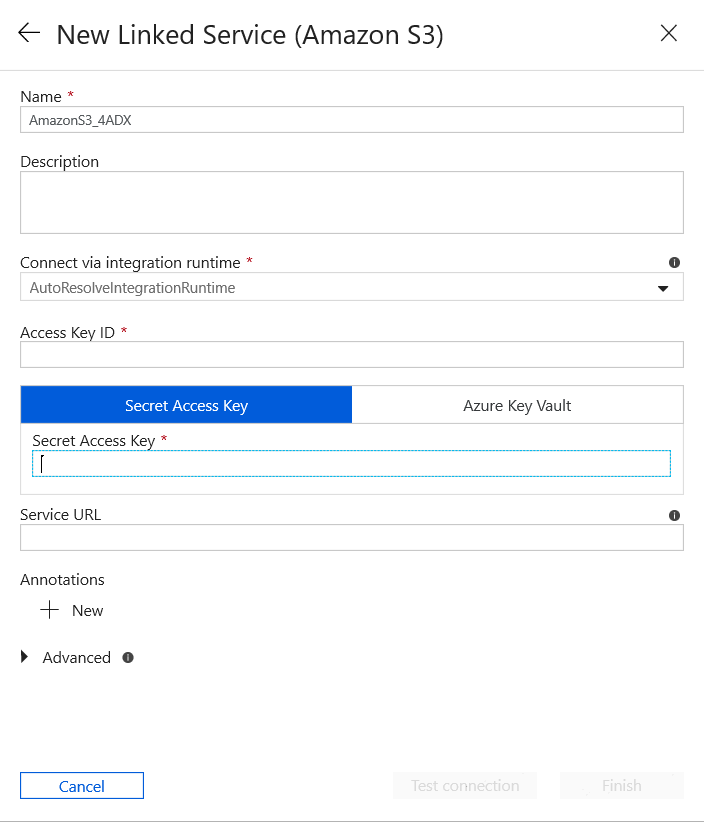 New Linked Service (Amazon S3)
Name *
AmazonS3_4ADX
Description
Connect via integration runtime *
AutoResolveIntegrationRuntime
Access Key ID *
Secret Access Key
Azure Key Vault
Secret Access Key *
Service URL
Annotations
New
Advanced
Cancel
Test connection
Finish